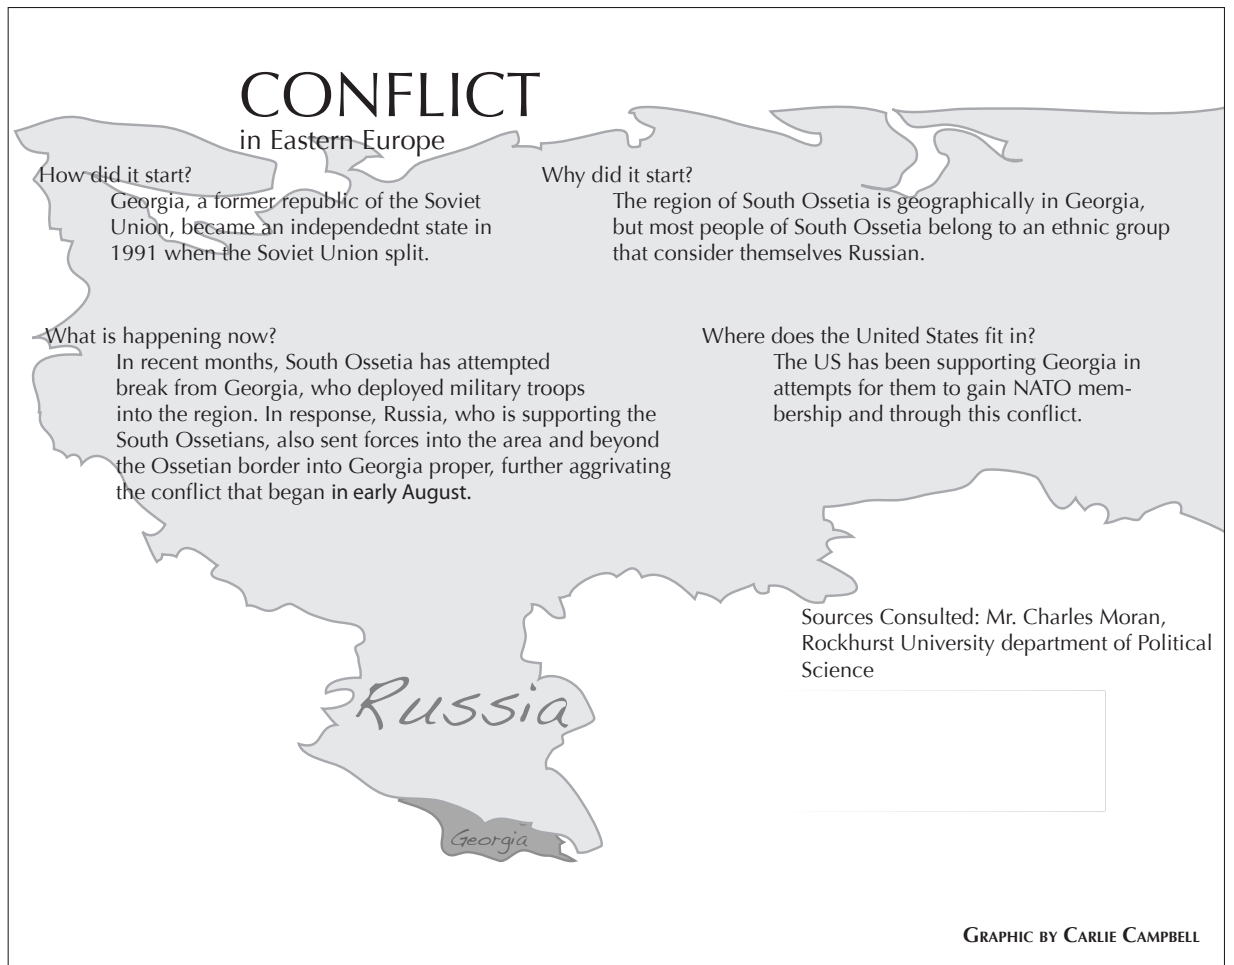 CONFLICT
in Eastern Europe
How did it start?
Georgia, a former republic of the Soviet
Union, became an independednt state in
1991 when the Soviet Union split.
Why did it start?
The region of South Ossetia is geographically in Georgia,
but most people of South Ossetia belong to an ethnic group
that consider themselves Russian.
What is happening now?
In recent months, South Ossetia has attempted
break from Georgia, who deployed military troops
into the region. In response, Russia, who is supporting the
South Ossetians, also sent forces into the area and beyond
the Ossetian border into Georgia proper, further aggrivating
the conflict that began in early August.
Where does the United States fit in?
The US has been supporting Georgia in
attempts for them to gain NATO mem-
bership and through this conflict.
Sources Consulted: Mr. Charles Moran,
Rockhurst University department of Political
Science
Russia
Georgia
GRAPHIC BY CARLIE CAMPBELL